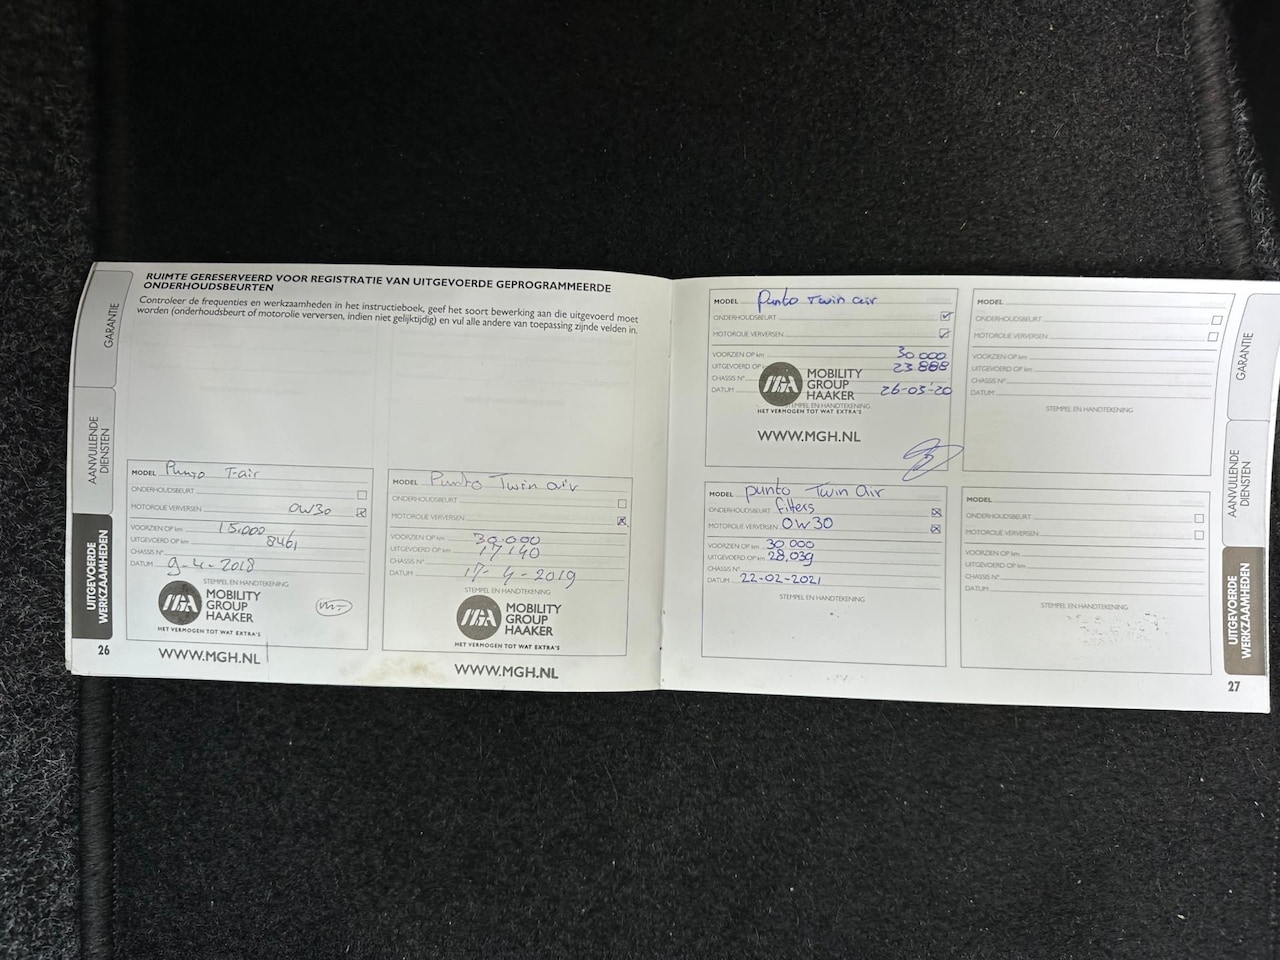 RUIMTE GERESERVEERD VOOR REGISTRATIE VAN UITGEVOERDE GEPROGRAMMEERDE
ONDERHOUDSBEURTEN
Controleer de frequenties en werkzaamheden in het instructieboek, geef het soort bewerking aan die uitgevoerd moet
worden (onderhoudsbeurt of motorolie verversen, indien niet gelijktijdig) en vul alle andere van toepassing zijnde velden in.
GARANTIE
AANVULLENDE
DIENSTEN
UITGEVOERDE
WERKZAAMHEDEN
26
MODEL Punto T-air
ONDERHOUDSBEURT
MOTOROLIE VERVERSEN 0W30
VOORZIEN OP km 15.000
UITGEVOERD OP km 8461
CHASSIS N°
DATUM 9-4-2018
STEMPEL EN HANDTEKENING
MOBILITY
GROUP
HAAKER
HET VERMOGEN TOT WAT EXTRA'S
WWW.MGH.NL
MODEL Punto Twin air
ONDERHOUDSBEURT
MOTOROLIE VERVERSEN
VOORZIEN OP km 30.000
UITGEVOERD OP km 17140
CHASSIS N°
DATUM 17-4-2019
STEMPEL EN HANDTEKENING
MOBILITY
GROUP
HAAKER
HET VERMOGEN TOT WAT EXTRA'S
WWW.MGH.NL
MODEL Punto Twin air
ONDERHOUDSBEURT
MOTOROLIE VERVERSEN
VOORZIEN OP km 30.000
UITGEVOERD OP km 23.888
CHASSIS N°
DATUM 26-03-'20
STEMPEL EN HANDTEKENING
MOBILITY
GROUP
HAAKER
HET VERMOGEN TOT WAT EXTRA'S
WWW.MGH.NL
MODEL
ONDERHOUDSBEURT
MOTOROLIE VERVERSEN
VOORZIEN OP km
UITGEVOERD OP km
CHASSIS N°
DATUM
STEMPEL EN HANDTEKENING
MODEL punto Twin Air
ONDERHOUDSBEURT filters
MOTOROLIE VERVERSEN 0W30
VOORZIEN OP km 30.000
UITGEVOERD OP km 28.039
CHASSIS N°
DATUM 22-02-2021
STEMPEL EN HANDTEKENING
MODEL
ONDERHOUDSBEURT
MOTOROLIE VERVERSEN
VOORZIEN OP km
UITGEVOERD OP km
CHASSIS N°
DATUM
STEMPEL EN HANDTEKENING
GARANTIE
AANVULLENDE
DIENSTEN
UITGEVOERDE
WERKZAAMHEDEN
27